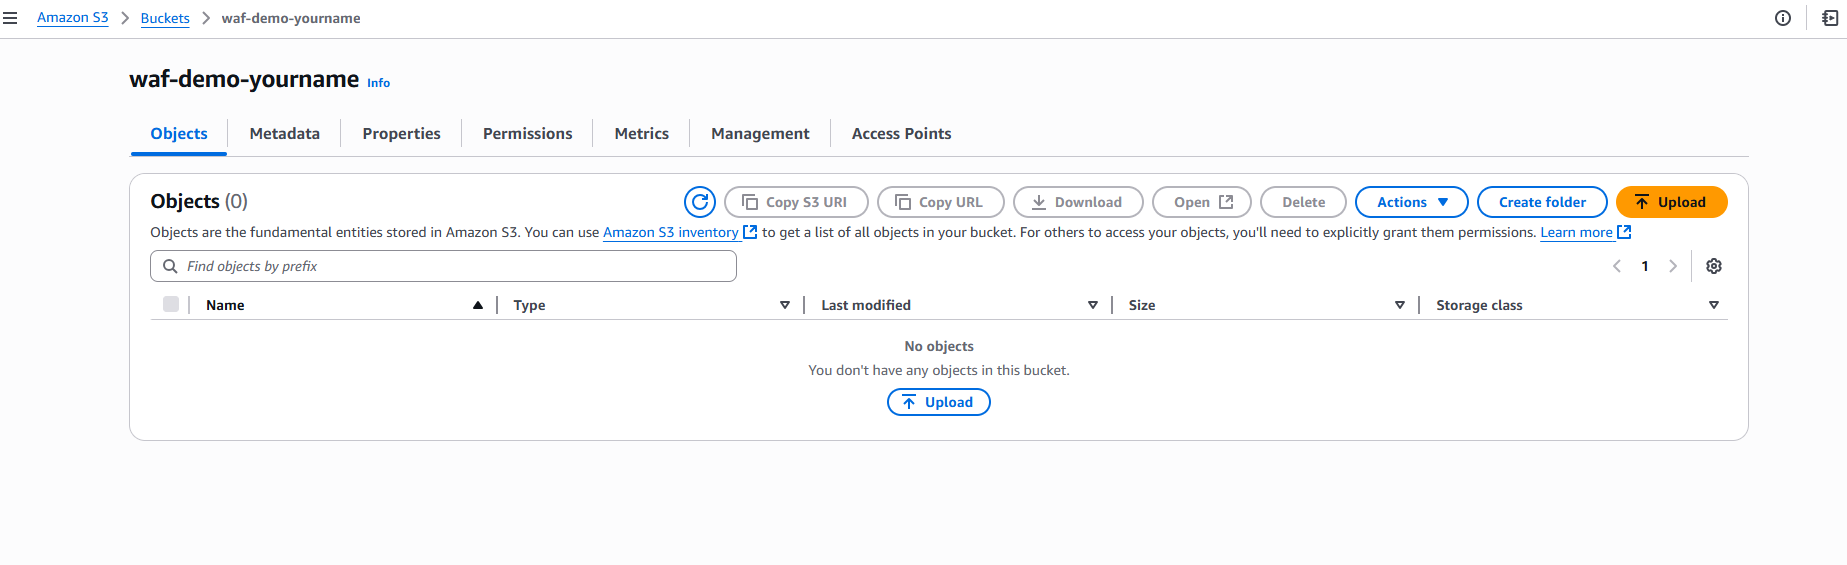 Amazon S3 > Buckets > waf-demo-yourname
waf-demo-yourname Info
Objects Metadata Properties Permissions Metrics Management Access Points
Objects (0) Copy S3 URI Copy URL Download Open Delete Actions Create folder Upload
Objects are the fundamental entities stored in Amazon S3. You can use Amazon S3 inventory to get a list of all objects in your bucket. For others to access your objects, you'll need to explicitly grant them permissions. Learn more
Find objects by prefix 1
Name Type Last modified Size Storage class
No objects
You don't have any objects in this bucket.
Upload